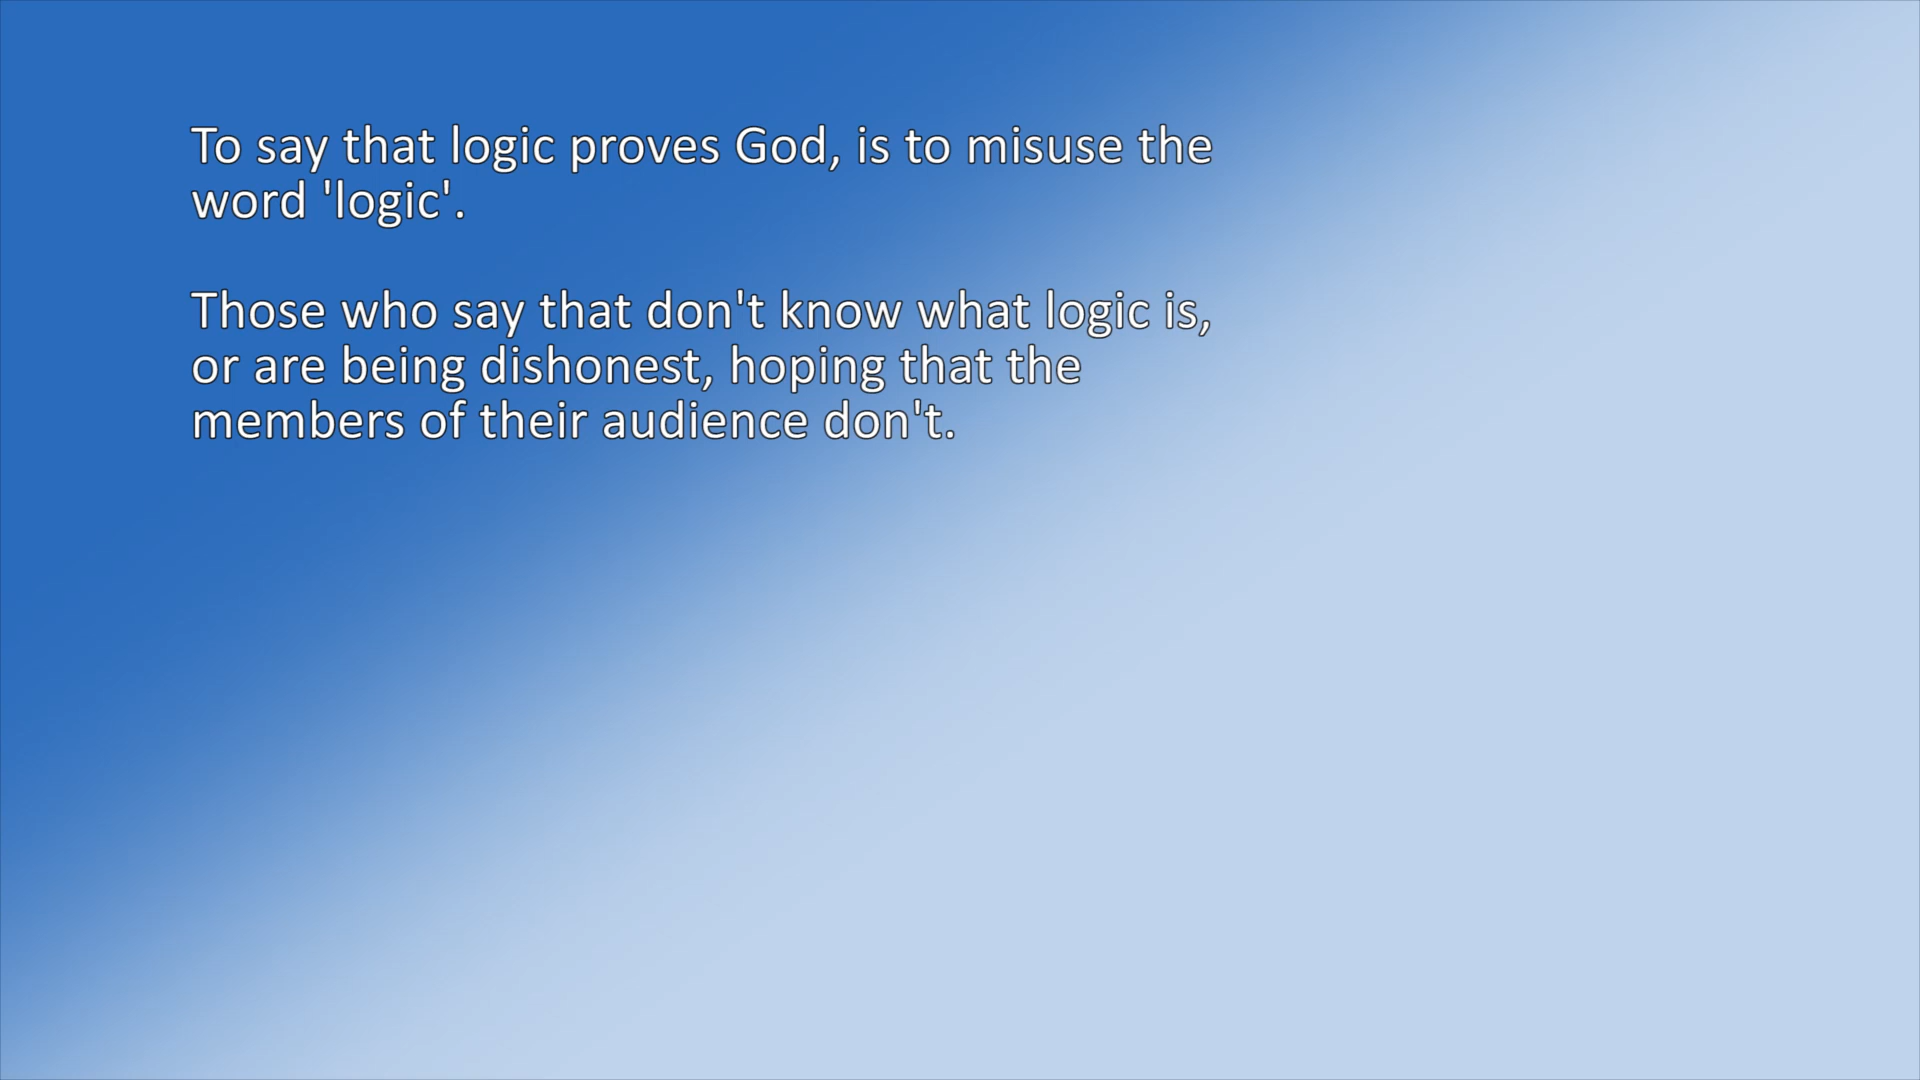 To say that logic proves God, is to misuse the
word 'logic'.
Those who say that don't know what logic is,
or are being dishonest, hoping that the
members of their audience don't.